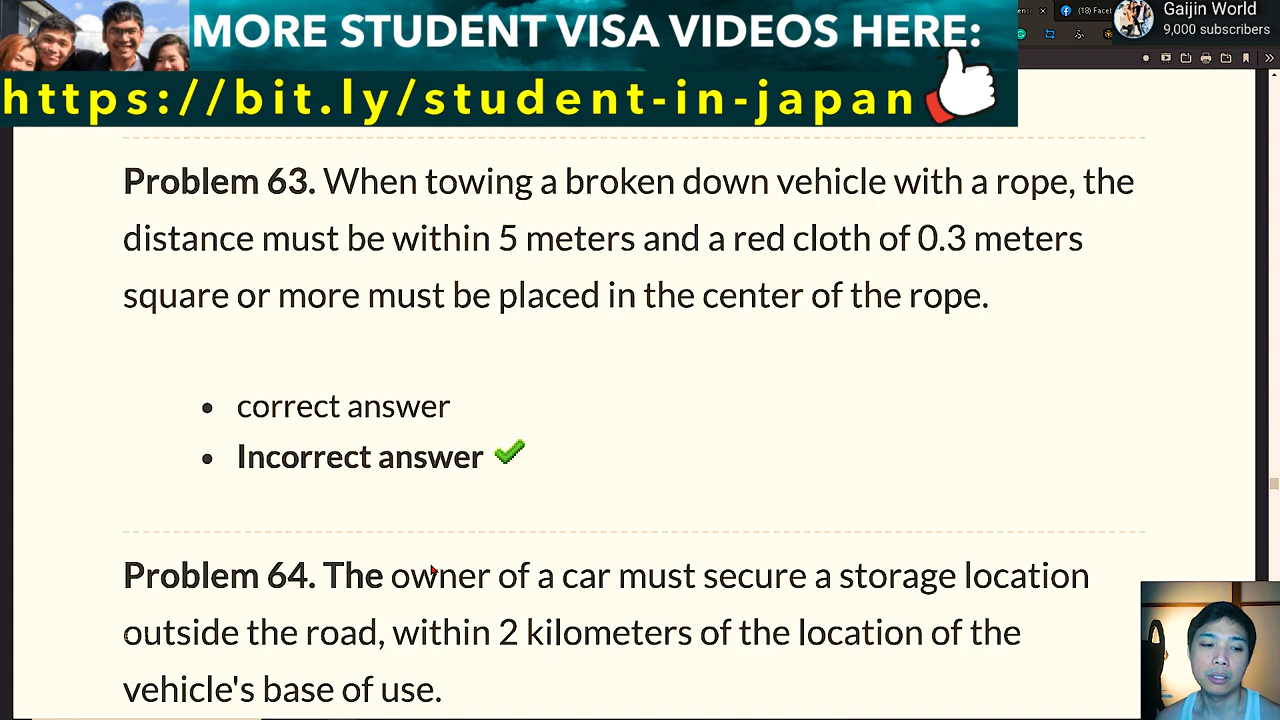 MORE STUDENT VISA VIDEOS HERE:
https://bit.ly/student-in-japan
Gaijin World
9,000 subscribers
Problem 63. When towing a broken down vehicle with a rope, the
distance must be within 5 meters and a red cloth of 0.3 meters
square or more must be placed in the center of the rope.
correct answer
Incorrect answer
Problem 64. The owner of a car must secure a storage location
outside the road, within 2 kilometers of the location of the
vehicle's base of use.